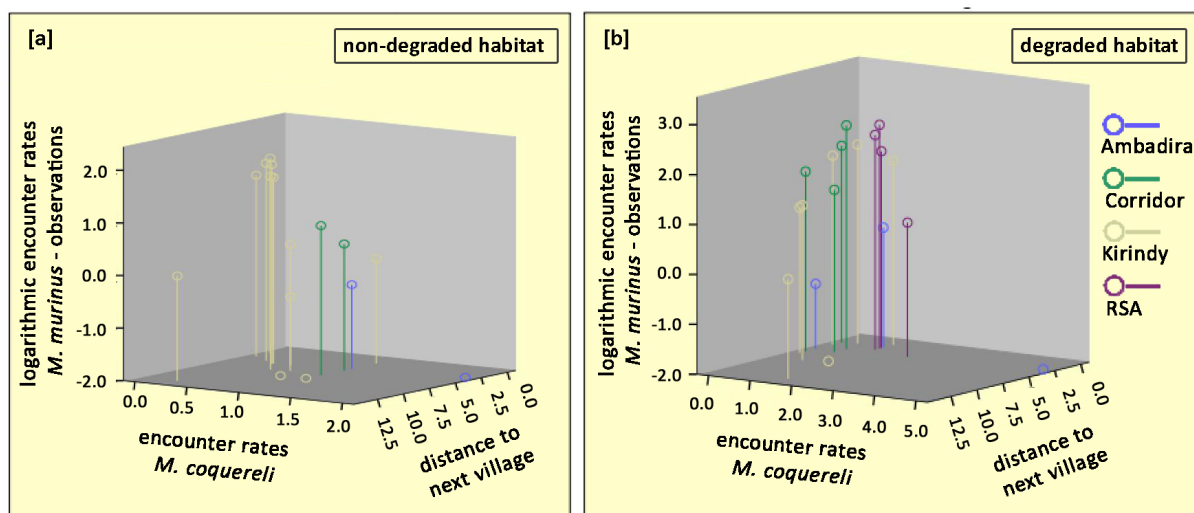 [a]
non-degraded habitat
logarithmic encounter rates
M. murinus - observations
2.0
1.0
0.0
-1.0
-2.0
0.0
0.5
1.0
1.5
2.0
encounter rates
M. coquereli
12.5
10.0
7.5
5.0
2.5
0.0
distance to
next village
[b]
degraded habitat
logarithmic encounter rates
M. murinus - observations
3.0
2.0
1.0
0.0
-1.0
-2.0
0.0
1.0
2.0
3.0
4.0
5.0
encounter rates
M. coquereli
12.5
10.0
7.5
5.0
2.5
0.0
distance to
next village
Ambadira
Corridor
Kirindy
RSA